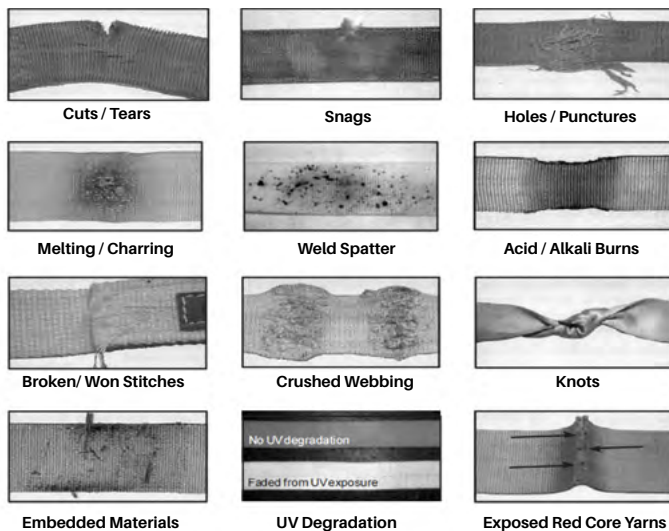 Cuts / Tears
Snags
Holes / Punctures
Melting / Charring
Weld Spatter
Acid / Alkali Burns
Broken/ Won Stitches
Crushed Webbing
Knots
No UV degradation
Faded from UV exposure
Embedded Materials
UV Degradation
Exposed Red Core Yarns